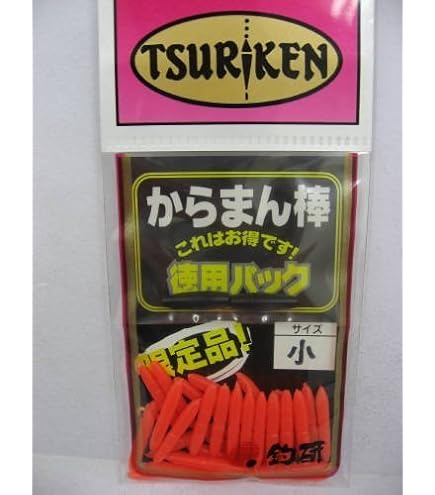 TSURiKEN
からまん棒
これはお得です!
徳用パック
限定品!
サイズ
小
釣研